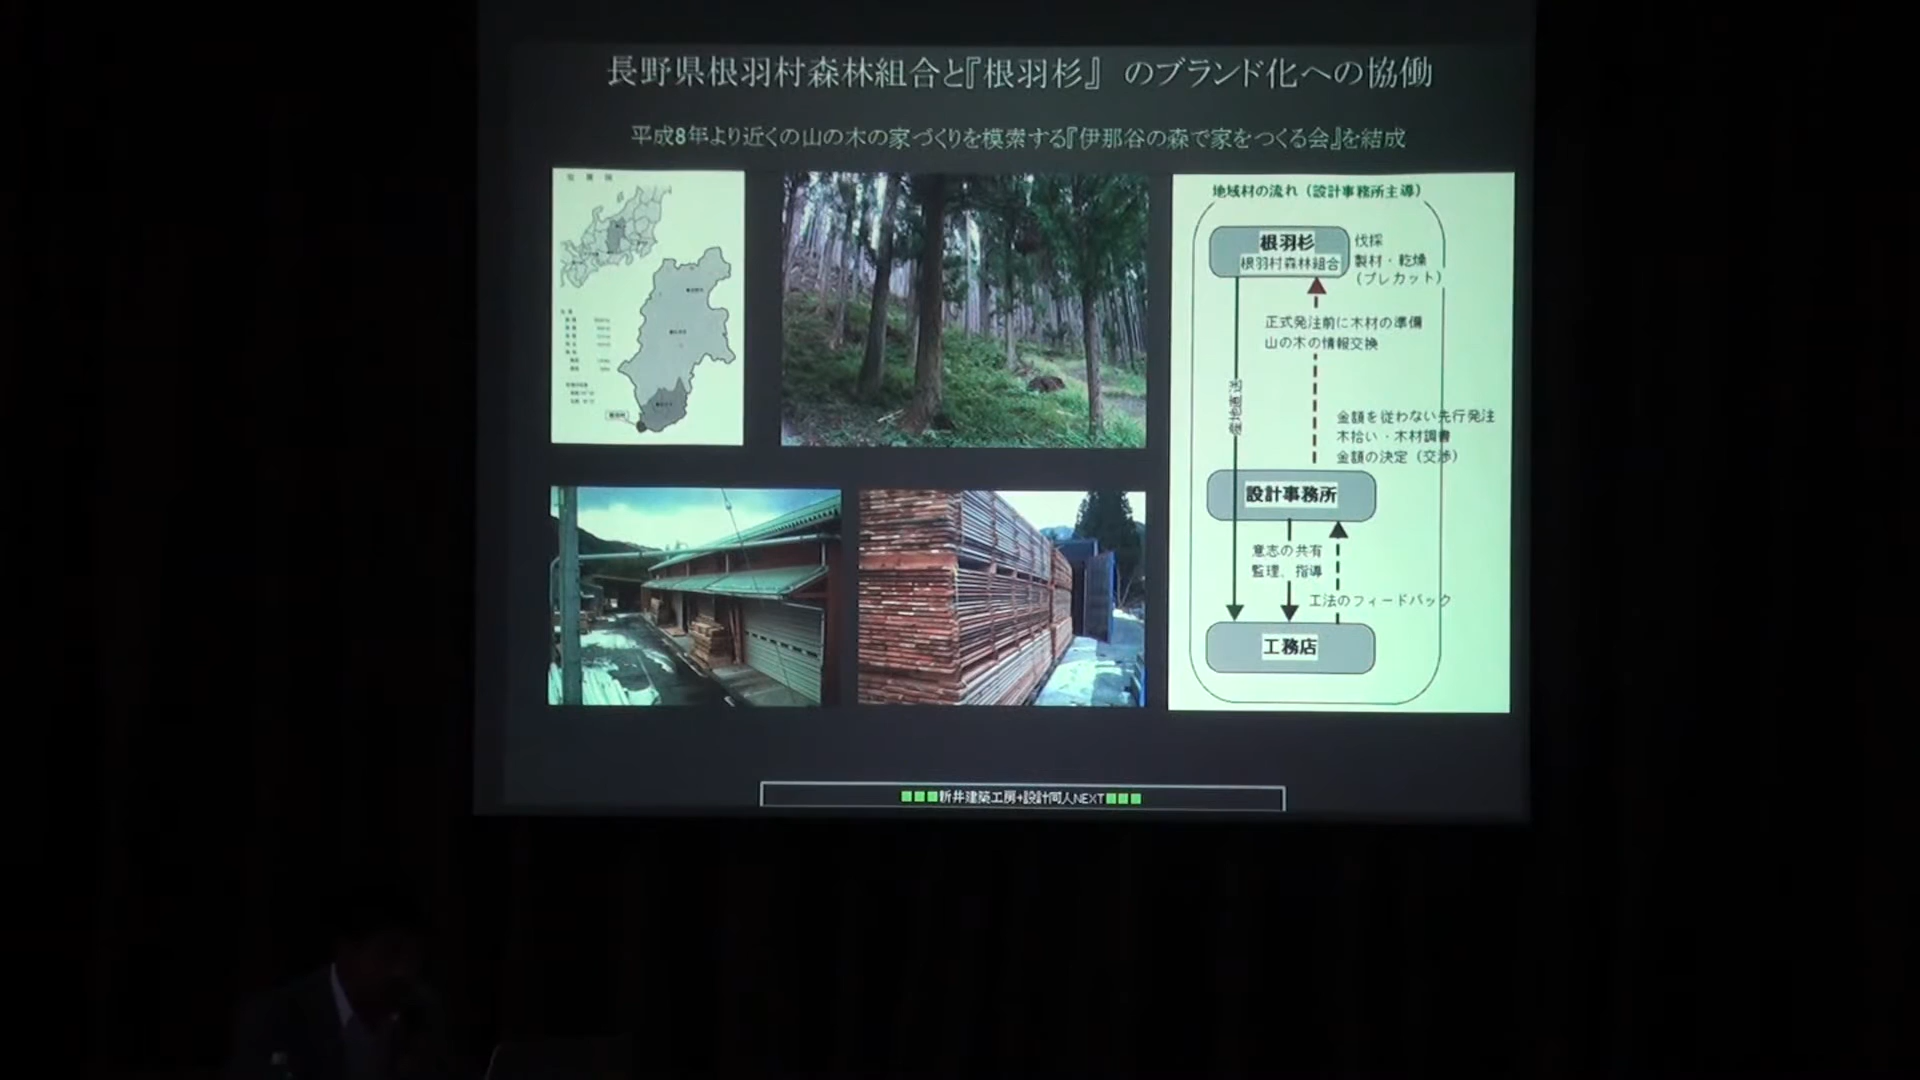 長野県根羽村森林組合と『根羽杉』 のブランド化への協働
平成8年より近くの山の木の家づくりを模索する『伊那谷の森で家をつくる会』を結成
位置図
地域材の流れ（設計事務所主導）
根羽杉
根羽村森林組合
伐採
製材・乾燥
（プレカット）
正式発注前に木材の準備
山の木の情報交換
産地直送
金額を従わない先行発注
木拾い・木材調書
金額の決定（交渉）
設計事務所
意志の共有
監理、指導
工法のフィードバック
工務店
新井建築工房+設計同人NEXT